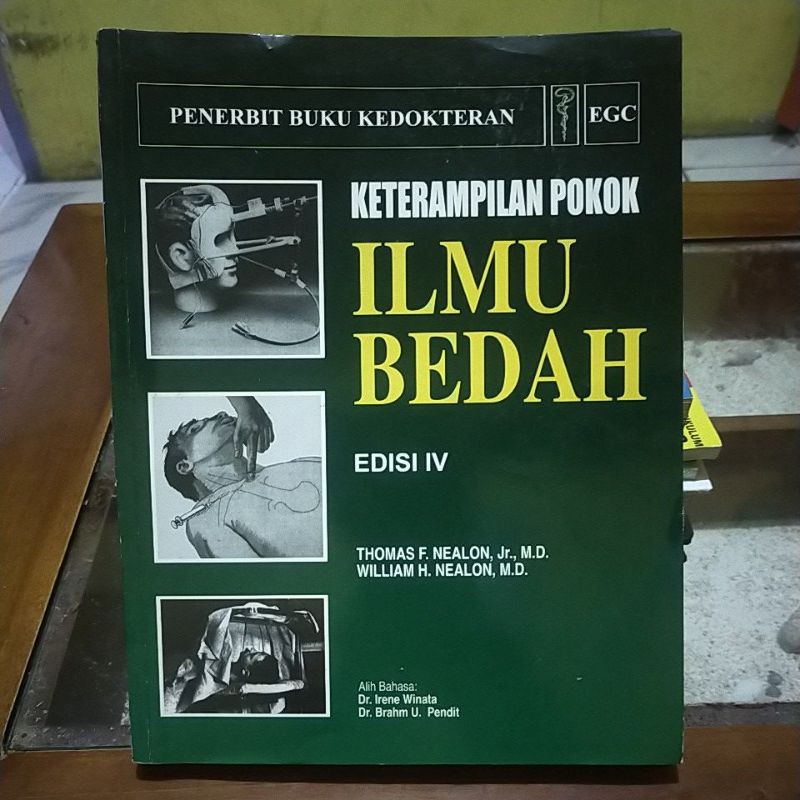 PENERBIT BUKU KEDOKTERAN
EGC
KETERAMPILAN POKOK
ILMU
BEDAH
EDISI IV
THOMAS F. NEALON, Jr., M.D.
WILLIAM H. NEALON, M.D.
Alih Bahasa:
Dr. Irene Winata
Dr. Brahm U. Pendit